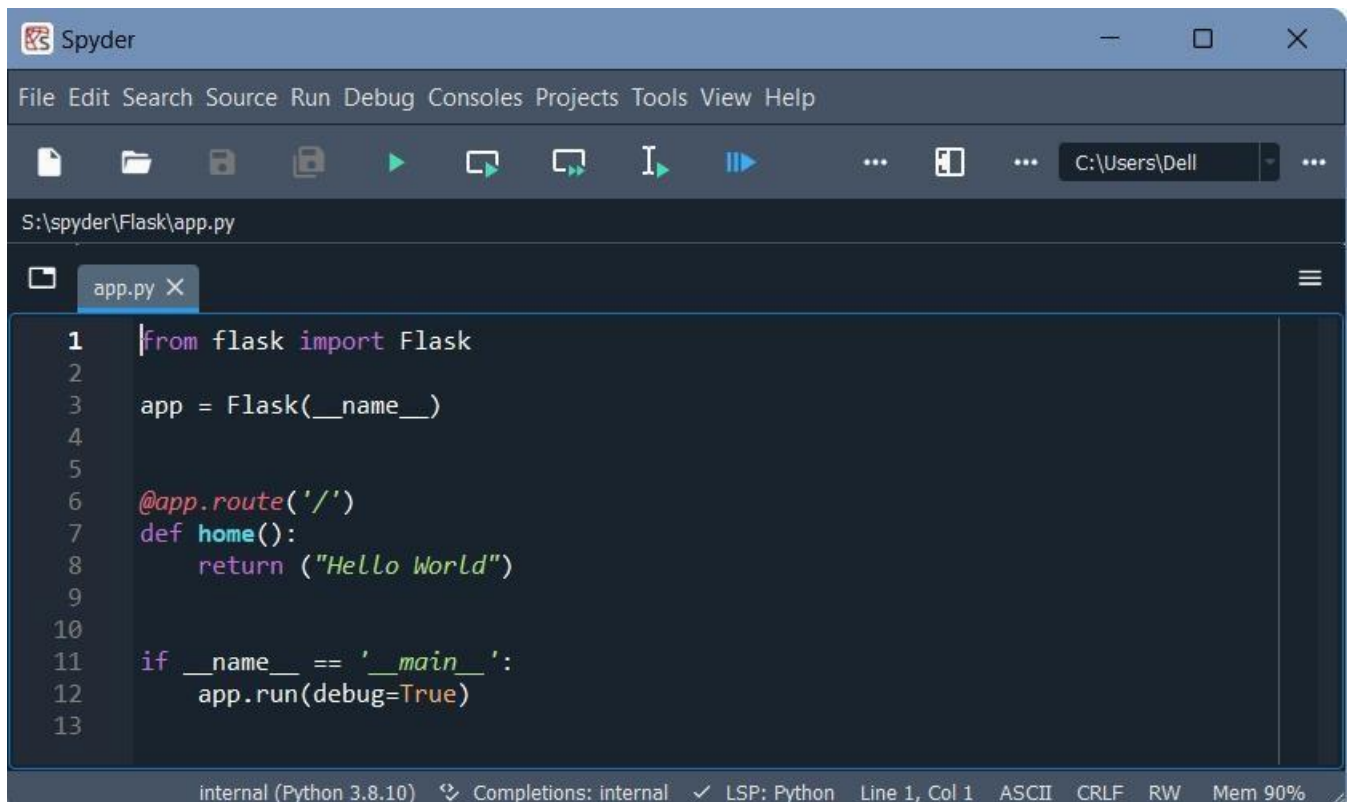 Spyder
File Edit Search Source Run Debug Consoles Projects Tools View Help
C:\Users\Dell
S:\spyder\Flask\app.py
app.py
1 from flask import Flask
2
3 app = Flask(__name__)
4
5
6 @app.route('/')
7 def home():
8     return ("Hello World")
9
10
11 if __name__ == '__main__':
12     app.run(debug=True)
13
internal (Python 3.8.10) Completions: internal LSP: Python Line 1, Col 1 ASCII CRLF RW Mem 90%